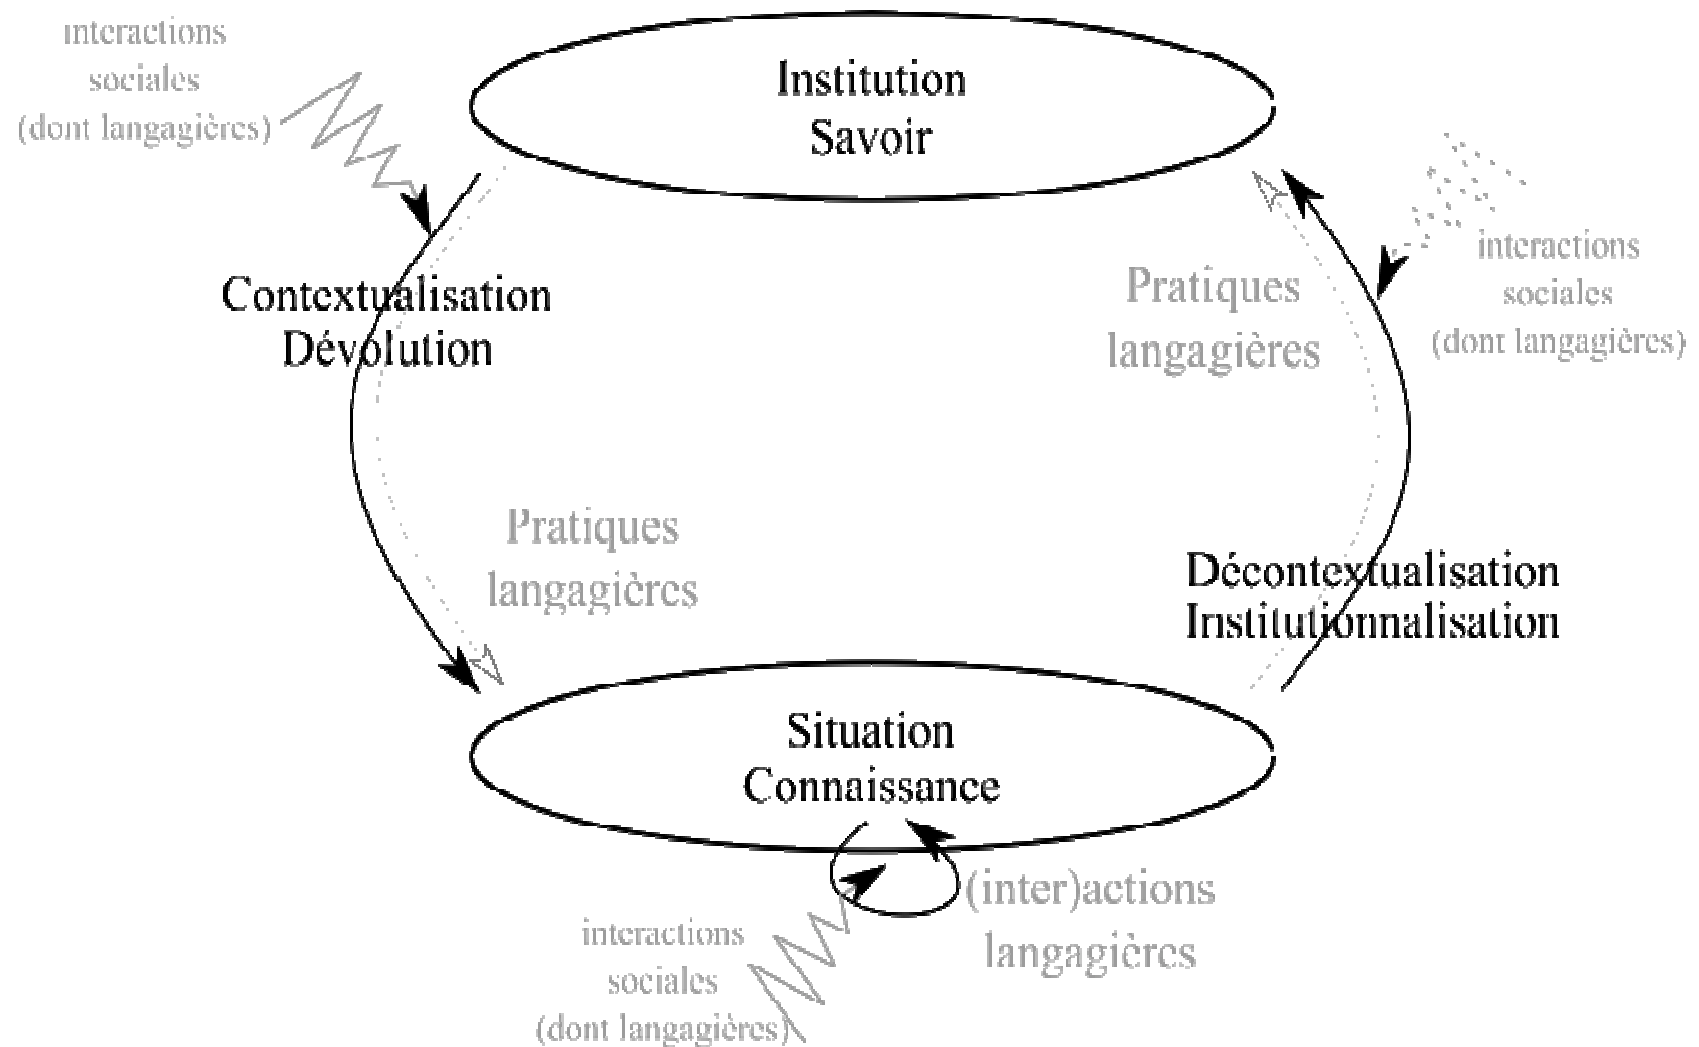 interactions
sociales
(dont langagières)
Institution
Savoir
interactions
sociales
(dont langagières)
Contextualisation
Dévolution
Pratiques
langagières
Pratiques
langagières
Décontextualisation
Institutionnalisation
Situation
Connaissance
(inter)actions
langagières
interactions
sociales
(dont langagières)